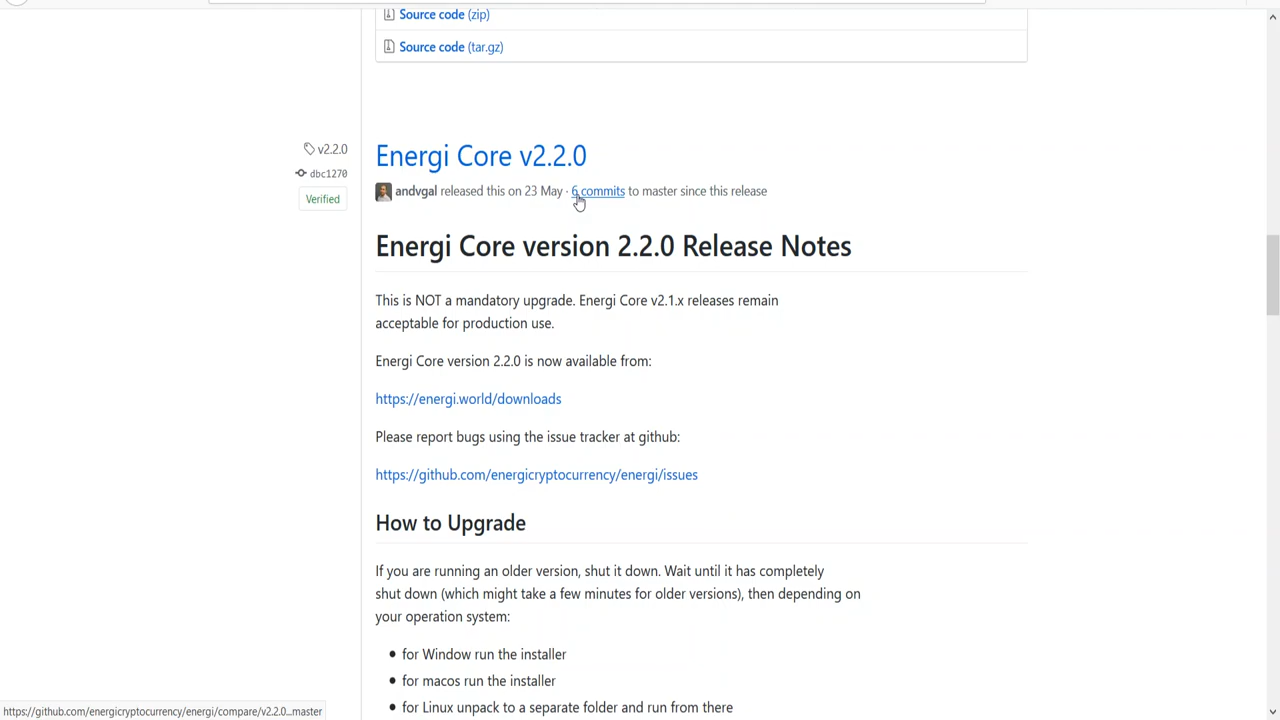 Source code (zip)
Source code (tar.gz)
v2.2.0
dbc1270
Verified
Energi Core v2.2.0
andvgal released this on 23 May · 6 commits to master since this release
Energi Core version 2.2.0 Release Notes
This is NOT a mandatory upgrade. Energi Core v2.1.x releases remain
acceptable for production use.
Energi Core version 2.2.0 is now available from:
https://energi.world/downloads
Please report bugs using the issue tracker at github:
https://github.com/energicryptocurrency/energi/issues
How to Upgrade
If you are running an older version, shut it down. Wait until it has completely
shut down (which might take a few minutes for older versions), then depending on
your operation system:
• for Window run the installer
• for macos run the installer
• for Linux unpack to a separate folder and run from there
https://github.com/energicryptocurrency/energi/compare/v2.2.0...master